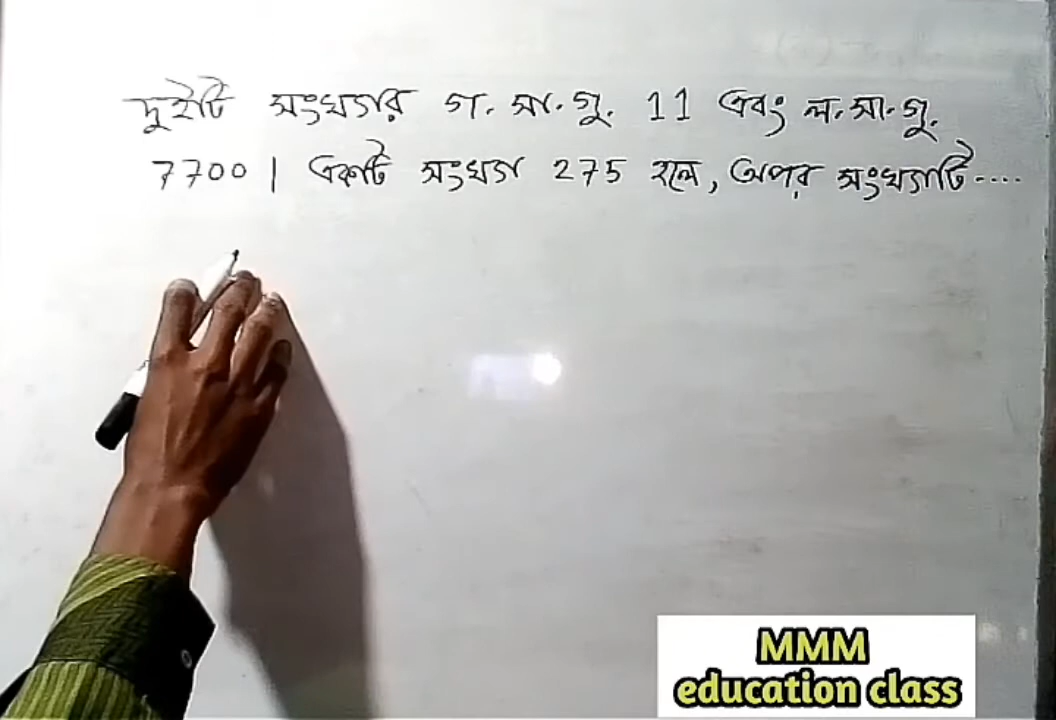 দুইটি সংখ্যার গ. সা. গু. 11 এবং ল. সা. গু.
7700 | একটি সংখ্যা 275 হলে, অপর সংখ্যাটি ....
MMM
education class